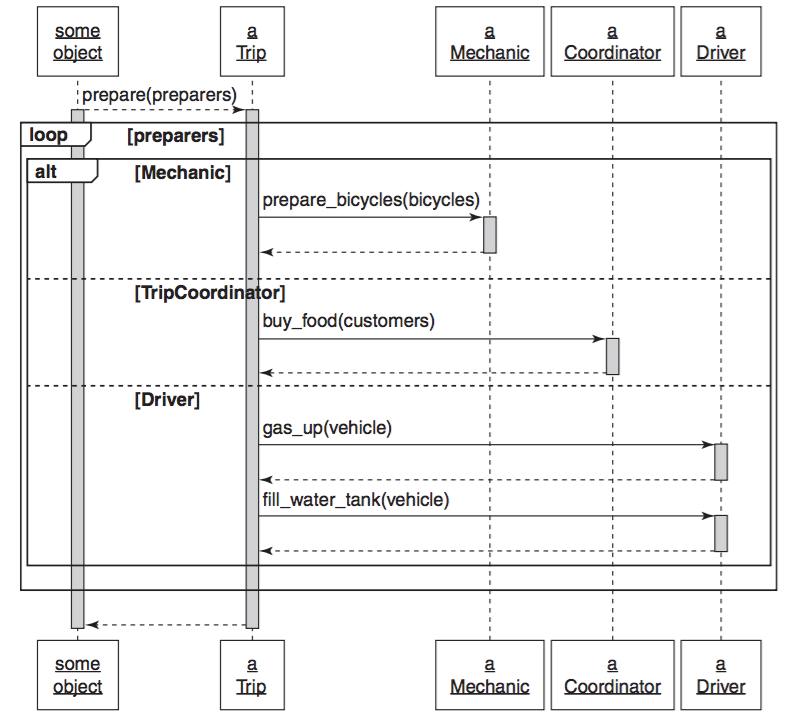 some
object
a
Trip
a
Mechanic
a
Coordinator
a
Driver
prepare(preparers)
loop
[preparers]
alt
[Mechanic]
prepare_bicycles(bicycles)
[TripCoordinator]
buy_food(customers)
[Driver]
gas_up(vehicle)
fill_water_tank(vehicle)
some
object
a
Trip
a
Mechanic
a
Coordinator
a
Driver